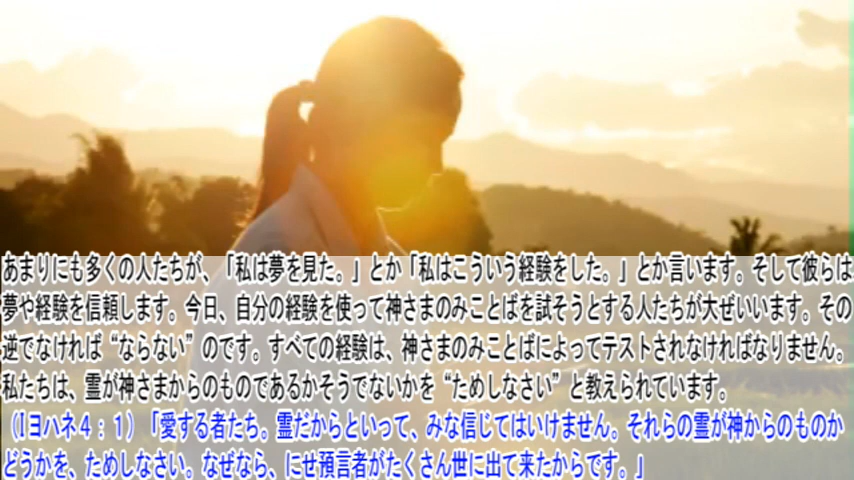 あまりにも多くの人たちが、「私は夢を見た。」とか「私はこういう経験をした。」とか言います。そして彼らは
夢や経験を信頼します。今日、自分の経験を使って神さまのみことばを試そうとする人たちが大ぜいいます。その
逆でなければ“ならない”のです。すべての経験は、神さまのみことばによってテストされなければなりません。
私たちは、霊が神さまからのものであるかそうでないかを“ためしなさい”と教えられています。
（Ⅰヨハネ４：１）「愛する者たち。霊だからといって、みな信じてはいけません。それらの霊が神からのものか
どうかを、ためしなさい。なぜなら、にせ預言者がたくさん世に出て来たからです。」